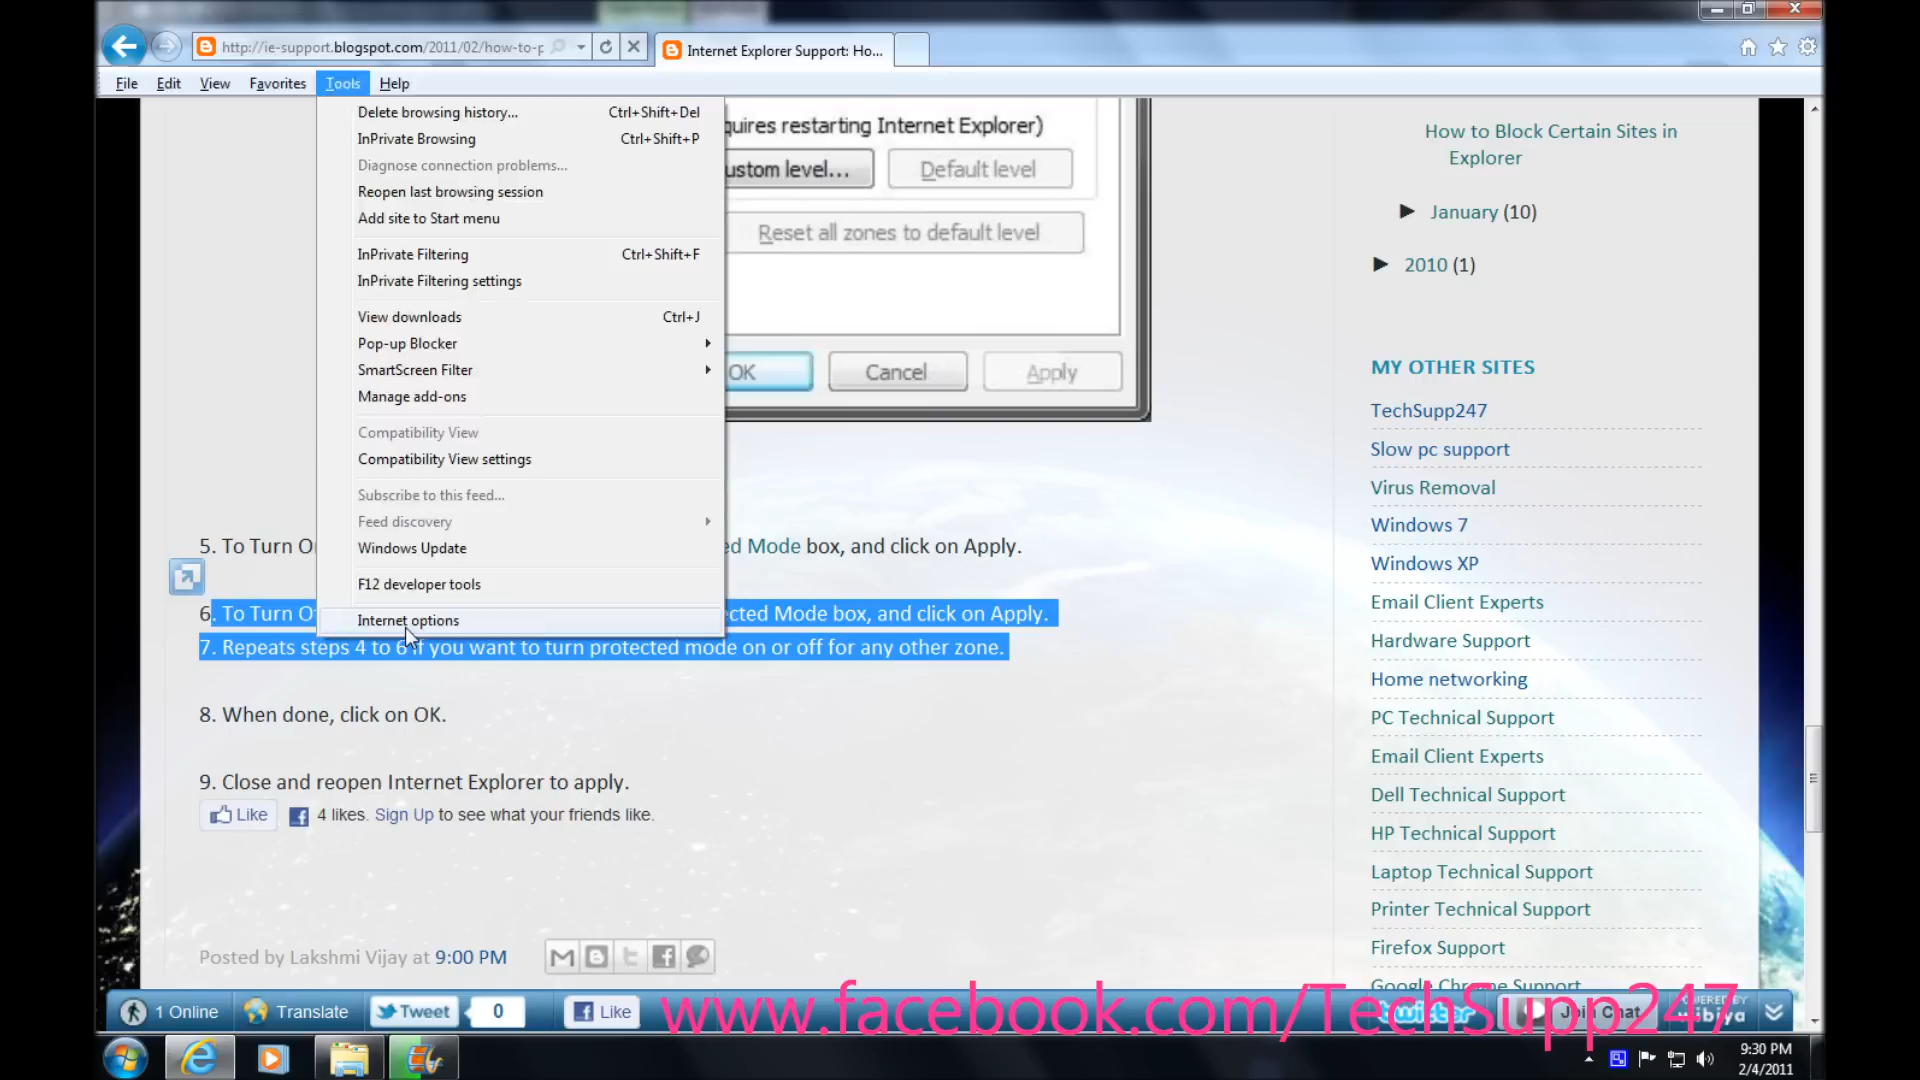 http://ie-support.blogspot.com/2011/02/how-to-p
Internet Explorer Support: Ho...
File Edit View Favorites Tools Help
Delete browsing history... Ctrl+Shift+Del
InPrivate Browsing Ctrl+Shift+P
Diagnose connection problems...
Reopen last browsing session
Add site to Start menu
InPrivate Filtering Ctrl+Shift+F
InPrivate Filtering settings
View downloads Ctrl+J
Pop-up Blocker
SmartScreen Filter
Manage add-ons
Compatibility View
Compatibility View settings
Subscribe to this feed...
Feed discovery
Windows Update
F12 developer tools
Internet options
quires restarting Internet Explorer)
ustom level... Default level
Reset all zones to default level
OK Cancel Apply
5. To Turn O ed Mode box, and click on Apply.
6. To Turn O cted Mode box, and click on Apply.
7. Repeats steps 4 to 6 if you want to turn protected mode on or off for any other zone.
8. When done, click on OK.
9. Close and reopen Internet Explorer to apply.
Like 4 likes. Sign Up to see what your friends like.
Posted by Lakshmi Vijay at 9:00 PM
How to Block Certain Sites in
Explorer
January (10)
2010 (1)
MY OTHER SITES
TechSupp247
Slow pc support
Virus Removal
Windows 7
Windows XP
Email Client Experts
Hardware Support
Home networking
PC Technical Support
Email Client Experts
Dell Technical Support
HP Technical Support
Laptop Technical Support
Printer Technical Support
Firefox Support
Google Chrome Support
1 Online Translate Tweet 0 Like twitter Join Chat POWERED BY wibiya
www.facebook.com/TechSupp247
9:30 PM
2/4/2011